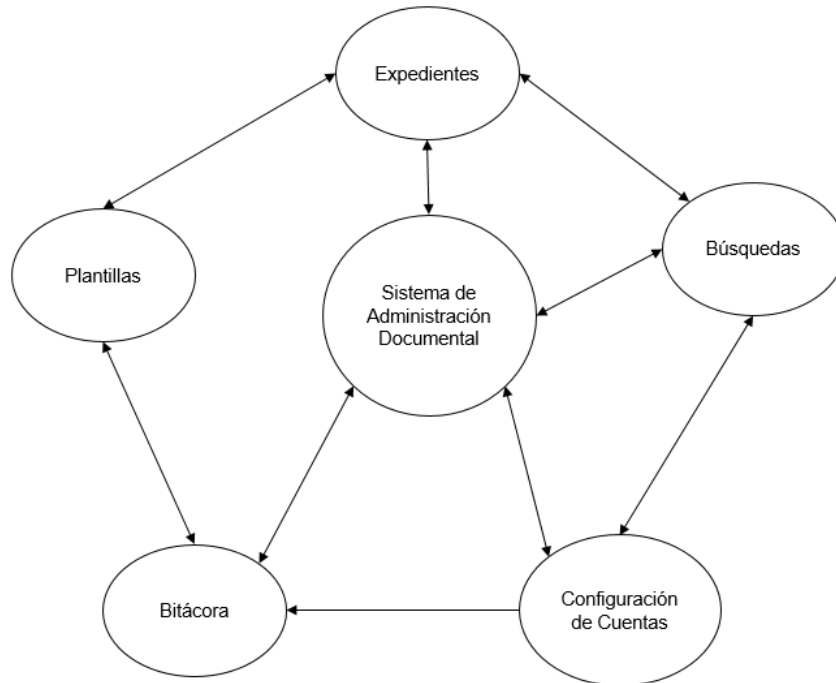 Expedientes
Búsquedas
Plantillas
Sistema de
Administración
Documental
Bitácora
Configuración
de Cuentas